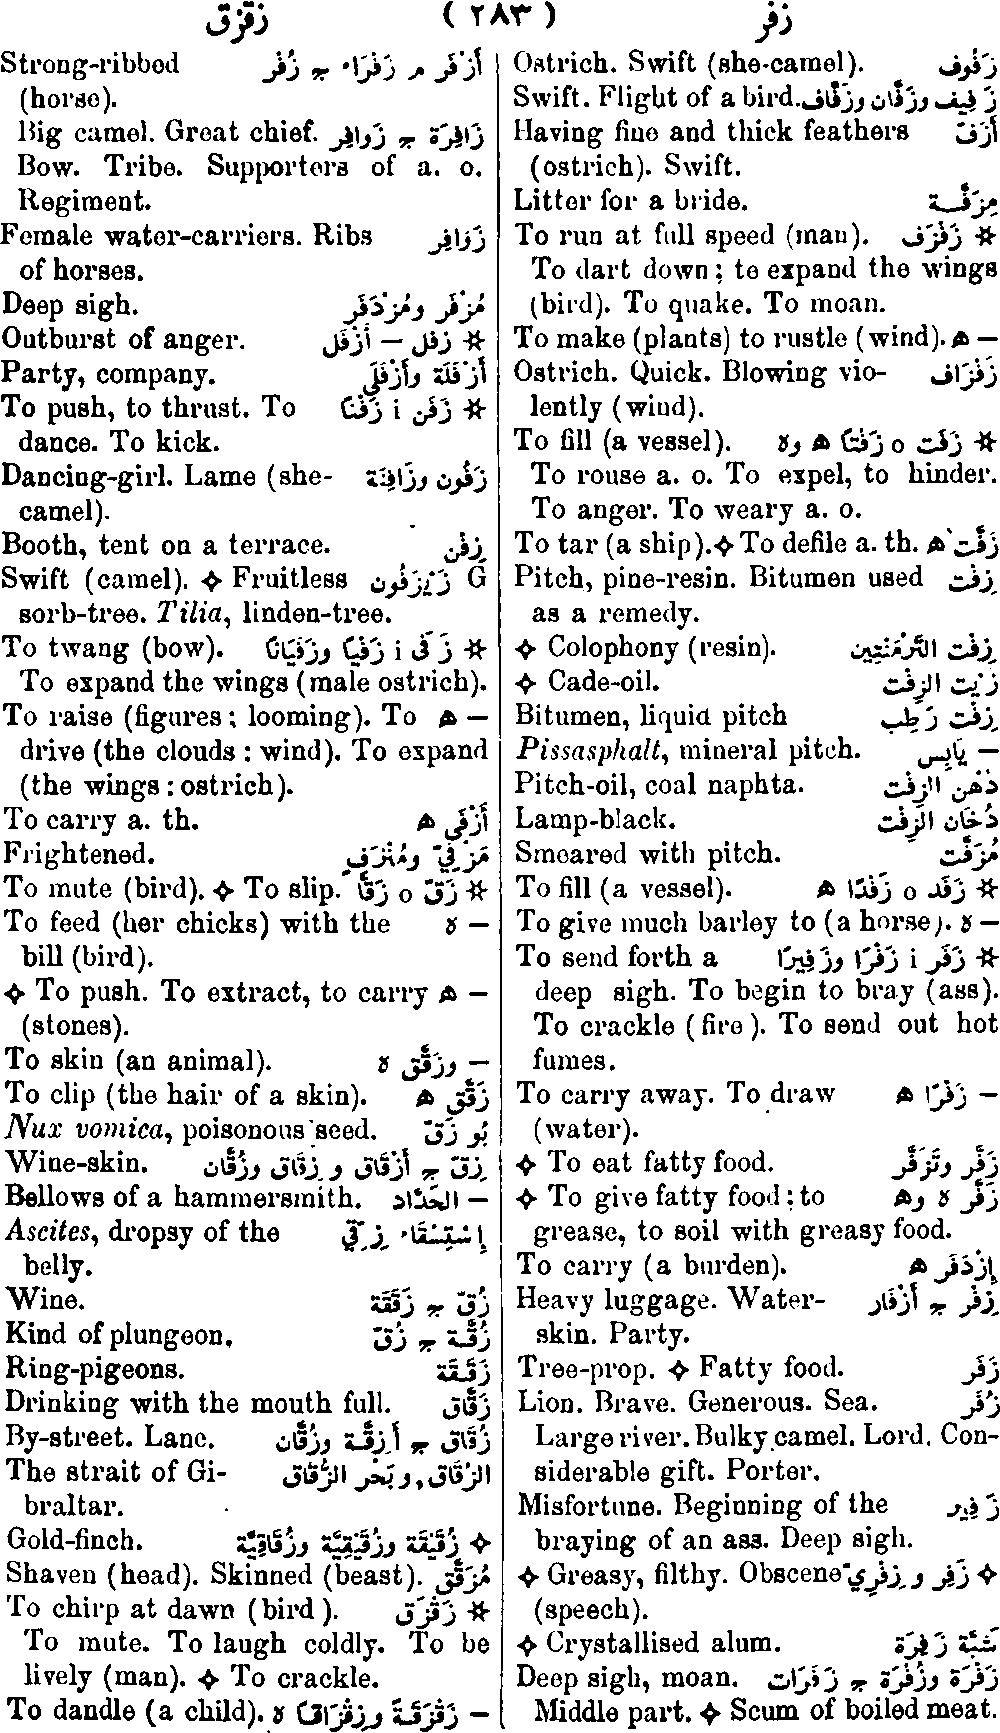 زفر ( ٢٨٣ ) زقزق
Ostrich. Swift (she-camel). زَفُوف
Swift. Flight of a bird. زَفِيف وزَفَّان وزَفَّاف
Having fine and thick feathers أَزَفّ
(ostrich). Swift.
Litter for a bride. مِزَفَّة
To run at full speed (man). زَفْزَف *
To dart down; to expand the wings
(bird). To quake. To moan.
To make (plants) to rustle (wind). ه —
Ostrich. Quick. Blowing vio- زَفْزَاف
lently (wind).
To fill (a vessel). زَفَت o زَفْتًا ه وه *
To rouse a. o. To expel, to hinder.
To anger. To weary a. o.
To tar (a ship). ✧ To defile a. th. زَفَّت ه
Pitch, pine-resin. Bitumen used زِفْت
as a remedy.
✧ Colophony (resin). زِفْت التَّرْمَنْتِين
✧ Cade-oil. زَيْت الزِفْت
Bitumen, liquid pitch زِفْت رَطِب
Pissasphalt, mineral pitch. — يَابِس
Pitch-oil, coal naphta. دُهْن الزِفْت
Lamp-black. دُخَان الزِفْت
Smeared with pitch. مُزَفَّت
To fill (a vessel). زَفَد o زَفْدًا ه *
To give much barley to (a horse). ه —
To send forth a زَفَر i زَفْرًا وزَفِيرًا *
deep sigh. To begin to bray (ass).
To crackle (fire). To send out hot
fumes.
To carry away. To draw — زَفْرًا ه
(water).
✧ To eat fatty food. زَفَّر وتَزَفَّر
✧ To give fatty food; to زَفَّر ه وه
grease, to soil with greasy food.
To carry (a burden). إِزْدَفَر ه
Heavy luggage. Water- زِفْر ج أَزْفَار
skin. Party.
Tree-prop. ✧ Fatty food. زَفَر
Lion. Brave. Generous. Sea. زُفَر
Large river. Bulky camel. Lord. Con-
siderable gift. Porter.
Misfortune. Beginning of the زَفِير
braying of an ass. Deep sigh.
✧ Greasy, filthy. Obscene زَفِر وزِفْرِيّ ✧
(speech).
✧ Crystallised alum. شَبَّة زَفِرَة
Deep sigh, moan. زَفْرَة وزُفْرَة ج زَفَرَات
Middle part. ✧ Scum of boiled meat.
Strong-ribbed أَزْفَر م زَفْرَاء ج زُفْر
(horse).
Big camel. Great chief. زَافِرَة ج زَوَافِر
Bow. Tribe. Supporters of a. o.
Regiment.
Female water-carriers. Ribs زَوَافِر
of horses.
Deep sigh. مُزْفَر ومُزْدَفَر
Outburst of anger. * زفل – أَزْفَل
Party, company. أَزْفَلَة وأَزْفَلَى
To push, to thrust. To زَفَن i زَفْنًا *
dance. To kick.
Dancing-girl. Lame (she- زَفُون وزَافِنَة
camel).
Booth, tent on a terrace. زِفْن
Swift (camel). ✧ Fruitless زَيْزَفُون G
sorb-tree. Tilia, linden-tree.
To twang (bow). زَفَى i زَفْيًا وزَفَيَانًا *
To expand the wings (male ostrich).
To raise (figures; looming). To ه —
drive (the clouds : wind). To expand
(the wings : ostrich).
To carry a. th. أَزْفَى ه
Frightened. مَزْفِيّ ومُنْزَفٍ
To mute (bird). ✧ To slip. زَقّ o زَقًّا *
To feed (her chicks) with the ه —
bill (bird).
✧ To push. To extract, to carry ه —
(stones).
To skin (an animal). — وزَقَّق ه
To clip (the hair of a skin). زَقَّق ه
Nux vomica, poisonous seed. بُو زَقّ
Wine-skin. زِقّ ج أَزْقَاق وزِقَاق وزُقَّان
Bellows of a hammersmith. — الحَدَّاد
Ascites, dropsy of the إِسْتِسْقَاء زِقِّيّ
belly.
Wine. زُقّ ج زَقَقَة
Kind of plungeon. زُقَّة ج زُقّ
Ring-pigeons. زَقَقَة
Drinking with the mouth full. زَقَّاق
By-street. Lane. زُقَاق ج أَزِقَّة وزُقَّان
The strait of Gi- الزُّقَاق, وبَحْر الزُّقَاق
braltar.
Gold-finch. زُقَيْقَة وزُقَيْقِيَّة وزُقَاقِيَّة ✧
Shaven (head). Skinned (beast). مُزَقَّق
To chirp at dawn (bird). زَقْزَق *
To mute. To laugh coldly. To be
lively (man). ✧ To crackle.
To dandle (a child). — زَقْزَقَةً وزِقْزَاقًا ه